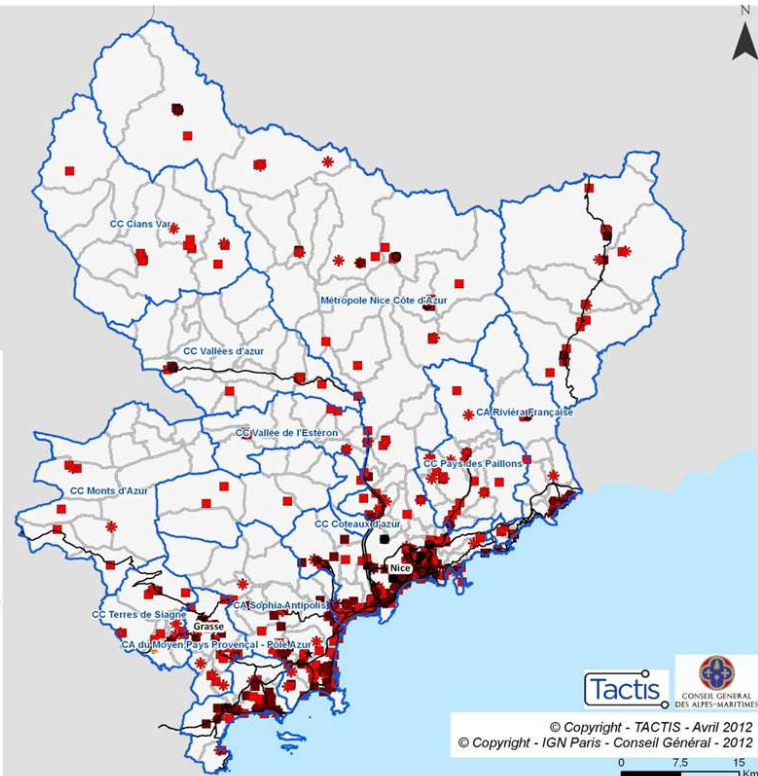 N
CC Cians Var
Métropole Nice Côte d'Azur
CC Vallées d'azur
CA Riviéra Française
CC Vallée de l'Estéron
CC Pays des Paillons
CC Monts d'Azur
CC Coteaux d'azur
Nice
CA Sophia Antipolis
CC Terres de Siagne
Grasse
CA du Moyen Pays Provençal - Pôle Azur
Tactis
CONSEIL GENERAL
DES ALPES-MARITIMES
© Copyright - TACTIS - Avril 2012
© Copyright - IGN Paris - Conseil Général - 2012
0 7,5 15
Km